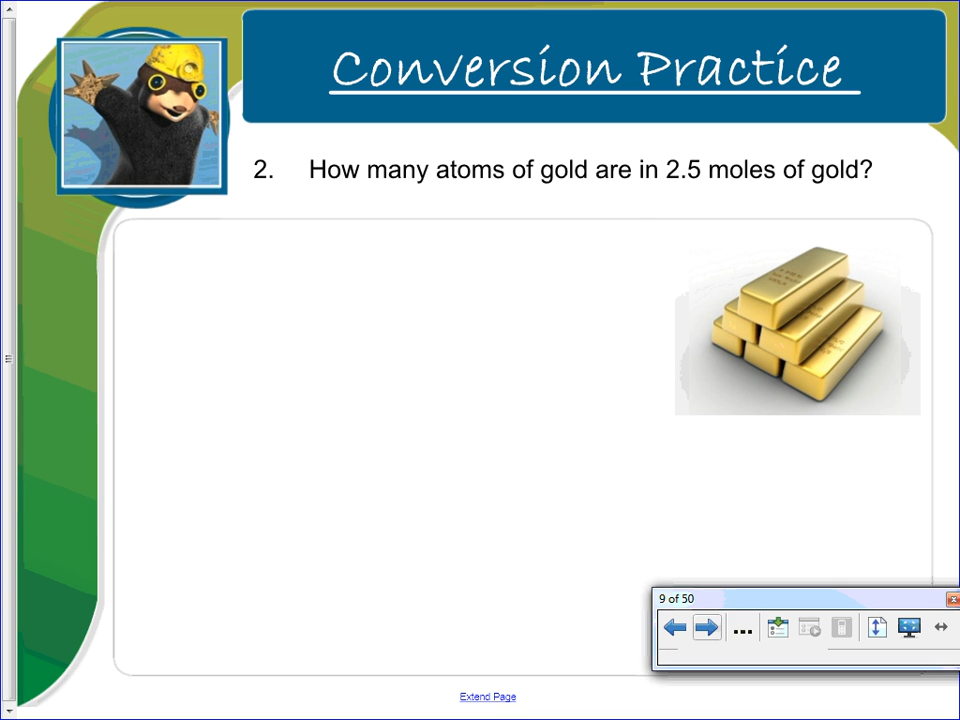 Conversion Practice
2. How many atoms of gold are in 2.5 moles of gold?
9 of 50
Extend Page